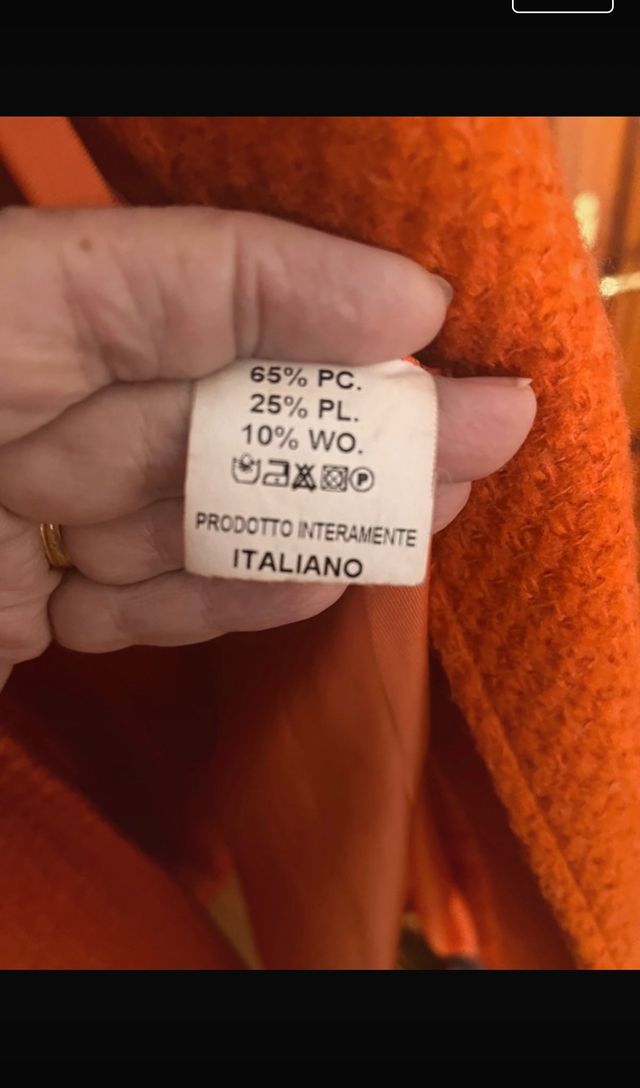 65% PC.
25% PL.
10% WO.
P
PRODOTTO INTERAMENTE
ITALIANO